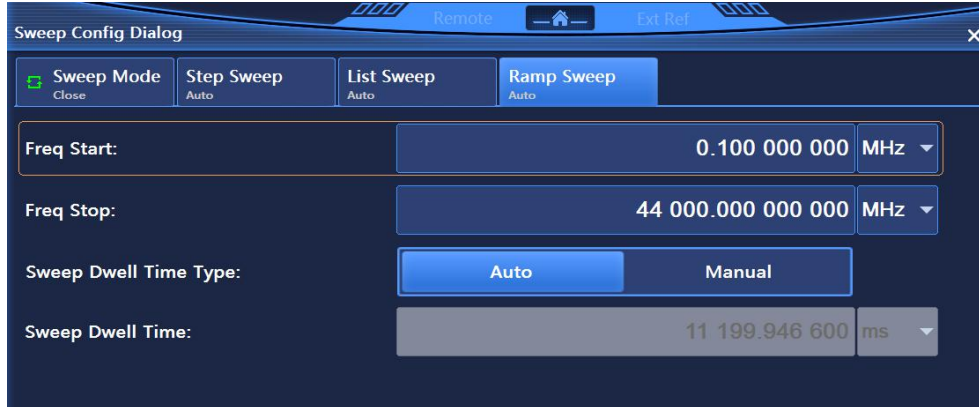 Remote Ext Ref
Sweep Config Dialog
Sweep Mode Step Sweep List Sweep Ramp Sweep
Close Auto Auto Auto
Freq Start: 0.100 000 000 MHz
Freq Stop: 44 000.000 000 000 MHz
Sweep Dwell Time Type: Auto Manual
Sweep Dwell Time: 11 199.946 600 ms